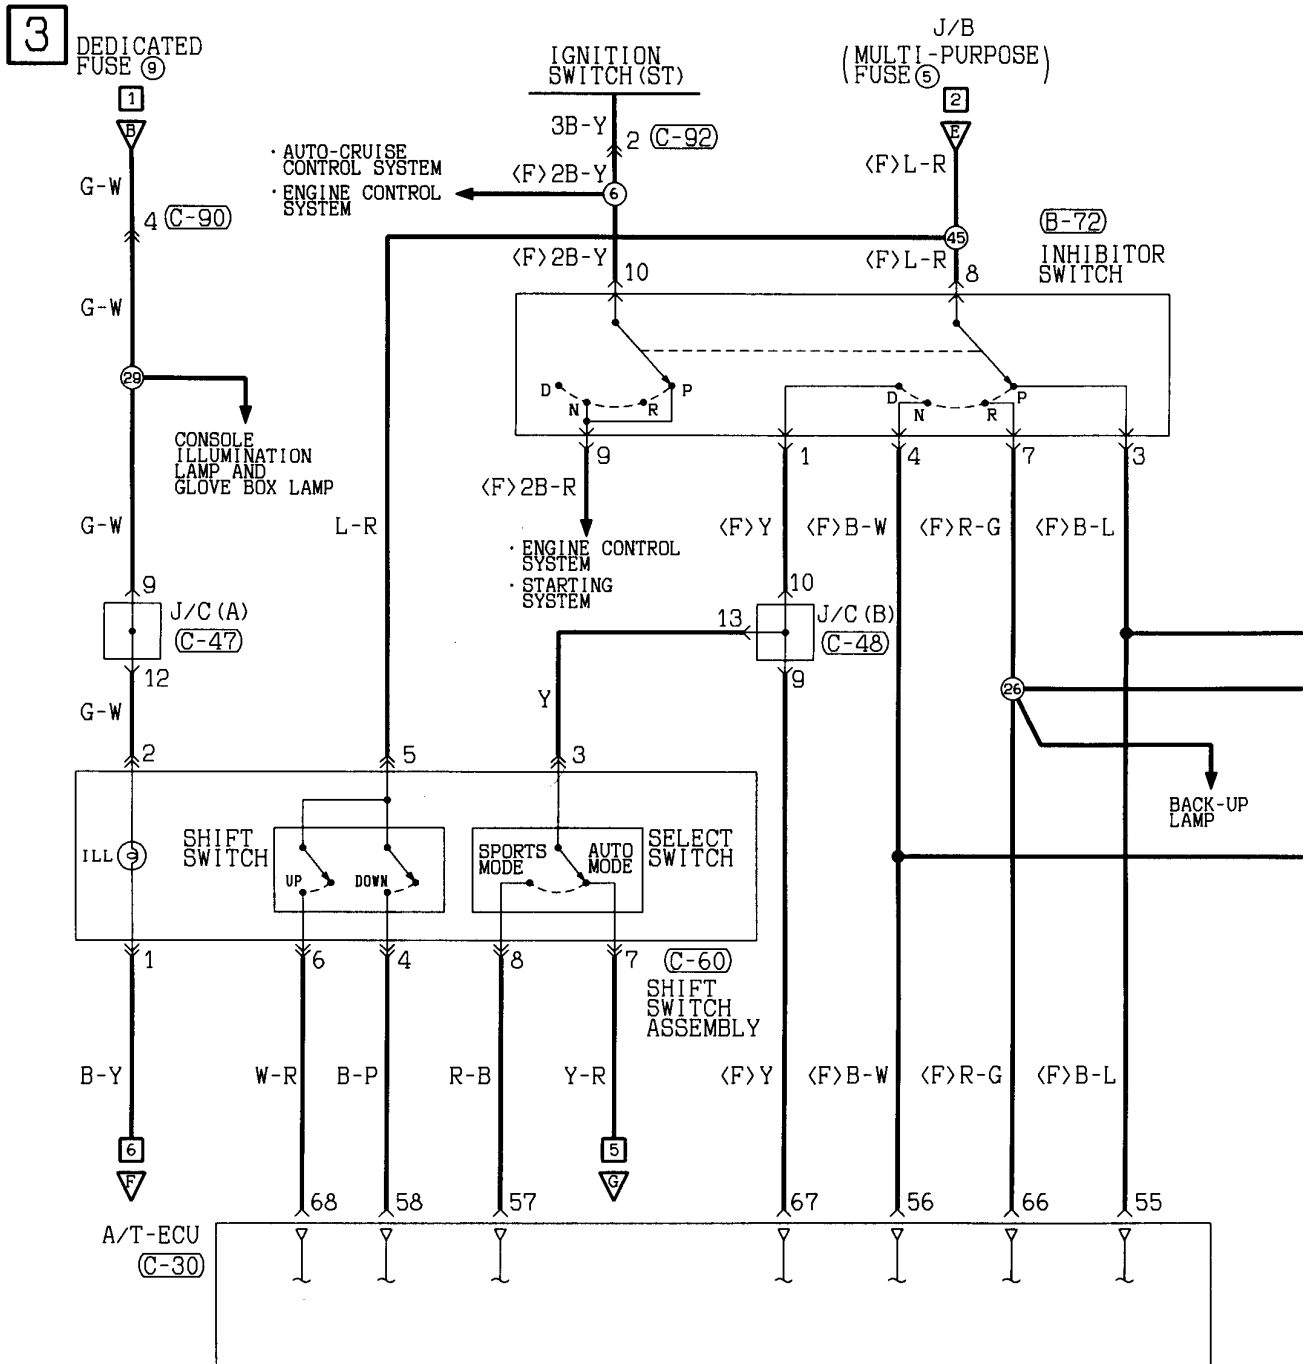 3
DEDICATED
FUSE ⑨
1
B
G-W
4 C-90
G-W
29
CONSOLE
ILLUMINATION
LAMP AND
GLOVE BOX LAMP
G-W
9
J/C (A)
C-47
12
G-W
2
IGNITION
SWITCH (ST)
3B-Y
2 C-92
・AUTO-CRUISE
CONTROL SYSTEM
・ENGINE CONTROL
SYSTEM
<F>2B-Y
6
<F>2B-Y
10
J/B
(MULTI-PURPOSE)
FUSE ⑤
2
E
<F>L-R
45
<F>L-R
8
B-72
INHIBITOR
SWITCH
D N R P
D N R P
9 1 4 7 3
<F>2B-R
・ENGINE CONTROL
SYSTEM
・STARTING
SYSTEM
L-R
<F>Y <F>B-W <F>R-G <F>B-L
10
13
J/C (B)
C-48
9
Y
26
BACK-UP
LAMP
5 3
ILL
SHIFT
SWITCH
UP DOWN
SPORTS
MODE
AUTO
MODE
SELECT
SWITCH
1 6 4 8 7
C-60
SHIFT
SWITCH
ASSEMBLY
B-Y W-R B-P R-B Y-R <F>Y <F>B-W <F>R-G <F>B-L
6
F
5
G
68 58 57 67 56 66 55
A/T-ECU
C-30